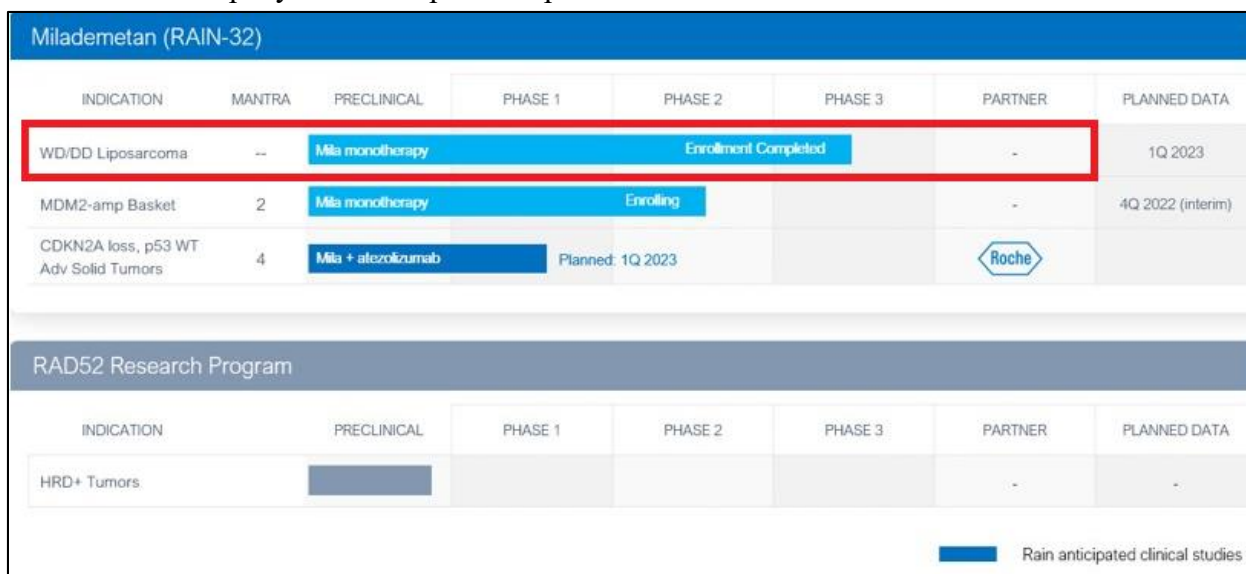 Milademetan (RAIN-32)
INDICATION MANTRA PRECLINICAL PHASE 1 PHASE 2 PHASE 3 PARTNER PLANNED DATA
WD/DD Liposarcoma -- Mila monotherapy Enrollment Completed - 1Q 2023
MDM2-amp Basket 2 Mila monotherapy Enrolling - 4Q 2022 (interim)
CDKN2A loss, p53 WT
Adv Solid Tumors 4 Mila + atezolizumab Planned: 1Q 2023 Roche
RAD52 Research Program
INDICATION PRECLINICAL PHASE 1 PHASE 2 PHASE 3 PARTNER PLANNED DATA
HRD+ Tumors - -
Rain anticipated clinical studies